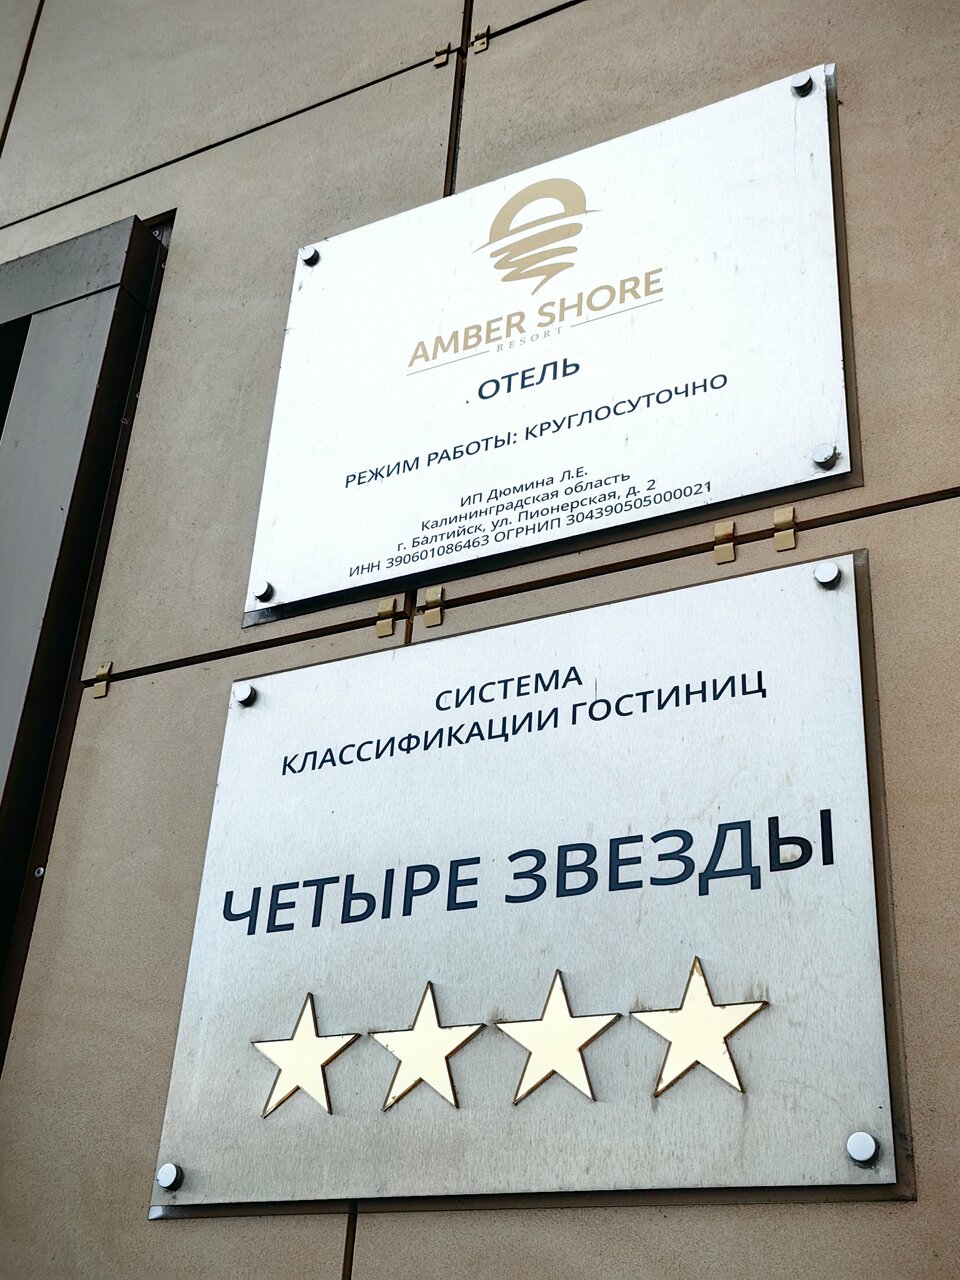 AMBER SHORE
RESORT
ОТЕЛЬ
РЕЖИМ РАБОТЫ: КРУГЛОСУТОЧНО
ИП Дюмина Л.Е.
Калининградская область
г. Балтийск, ул. Пионерская, д. 2
ИНН 390601086463 ОГРНИП 304390505000021
СИСТЕМА
КЛАССИФИКАЦИИ ГОСТИНИЦ
ЧЕТЫРЕ ЗВЕЗДЫ